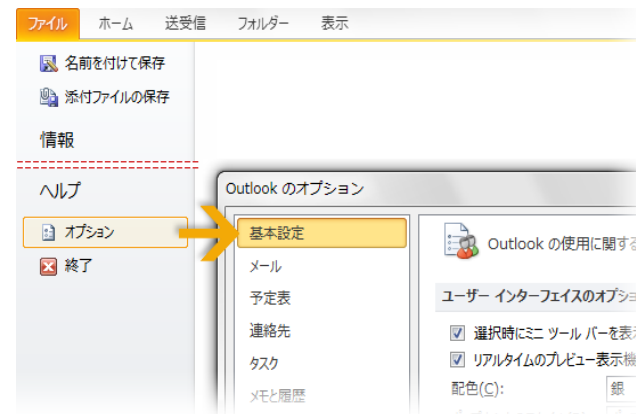 ファイル ホーム 送受信 フォルダー 表示
名前を付けて保存
添付ファイルの保存
情報
ヘルプ
オプション
終了
Outlook のオプション
基本設定
メール
予定表
連絡先
タスク
メモと履歴
Outlook の使用に関する
ユーザー インターフェイスのオプショ
選択時にミニ ツール バーを表
リアルタイムのプレビュー表示機
配色(C): 銀